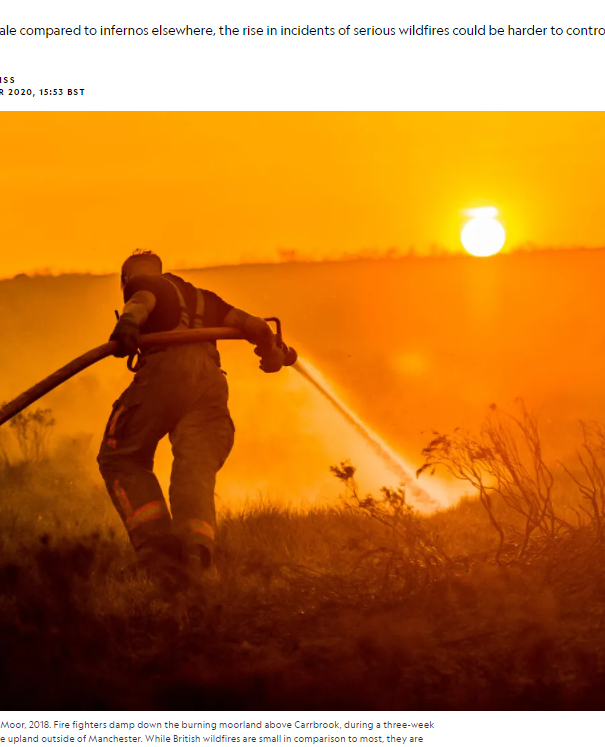 ale compared to infernos elsewhere, the rise in incidents of serious wildfires could be harder to contro
ISS
R 2020, 15:53 BST
Moor, 2018. Fire fighters damp down the burning moorland above Carrbrook, during a three-week
e upland outside of Manchester. While British wildfires are small in comparison to most, they are